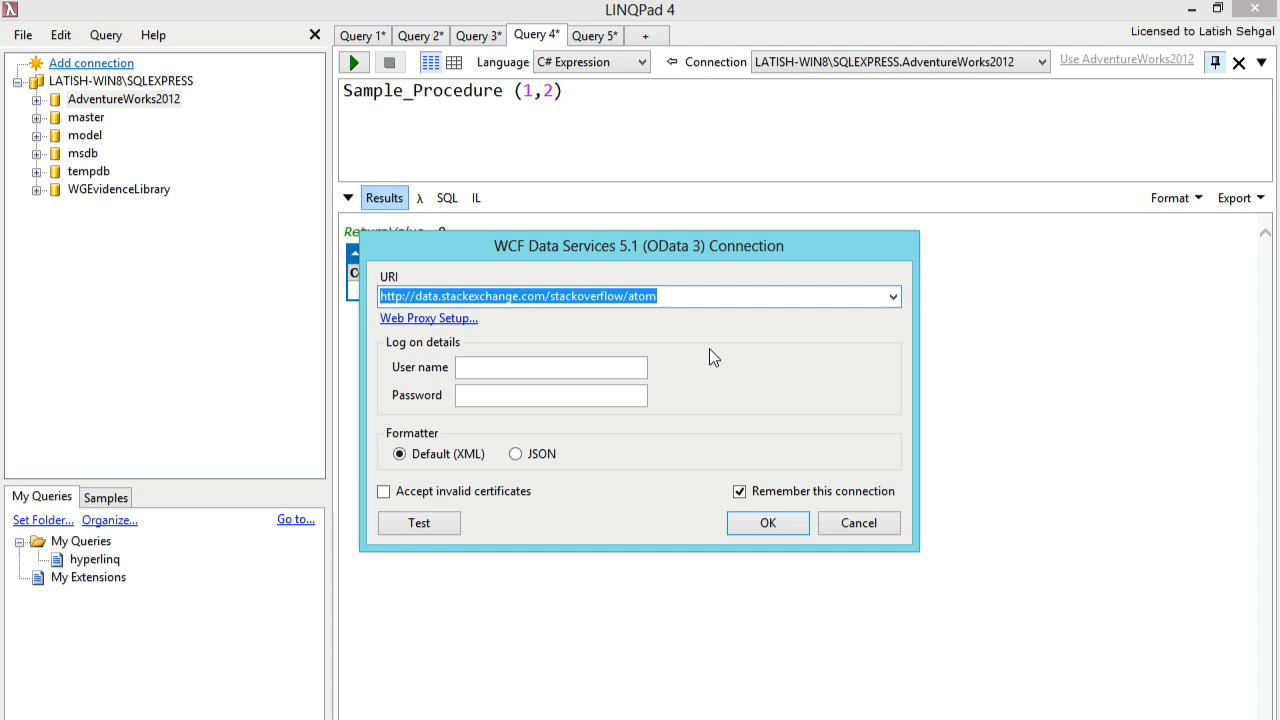 LINQPad 4
File Edit Query Help
Query 1* Query 2* Query 3* Query 4* Query 5* +
Licensed to Latish Sehgal
Add connection
LATISH-WIN8\SQLEXPRESS
AdventureWorks2012
master
model
msdb
tempdb
WGEvidenceLibrary
Language C# Expression Connection LATISH-WIN8\SQLEXPRESS.AdventureWorks2012 Use AdventureWorks2012
Sample_Procedure (1,2)
Results λ SQL IL Format Export
WCF Data Services 5.1 (OData 3) Connection
URI
http://data.stackexchange.com/stackoverflow/atom
Web Proxy Setup...
Log on details
User name
Password
Formatter
Default (XML) JSON
Accept invalid certificates Remember this connection
Test OK Cancel
My Queries Samples
Set Folder... Organize... Go to...
My Queries
hyperlinq
My Extensions